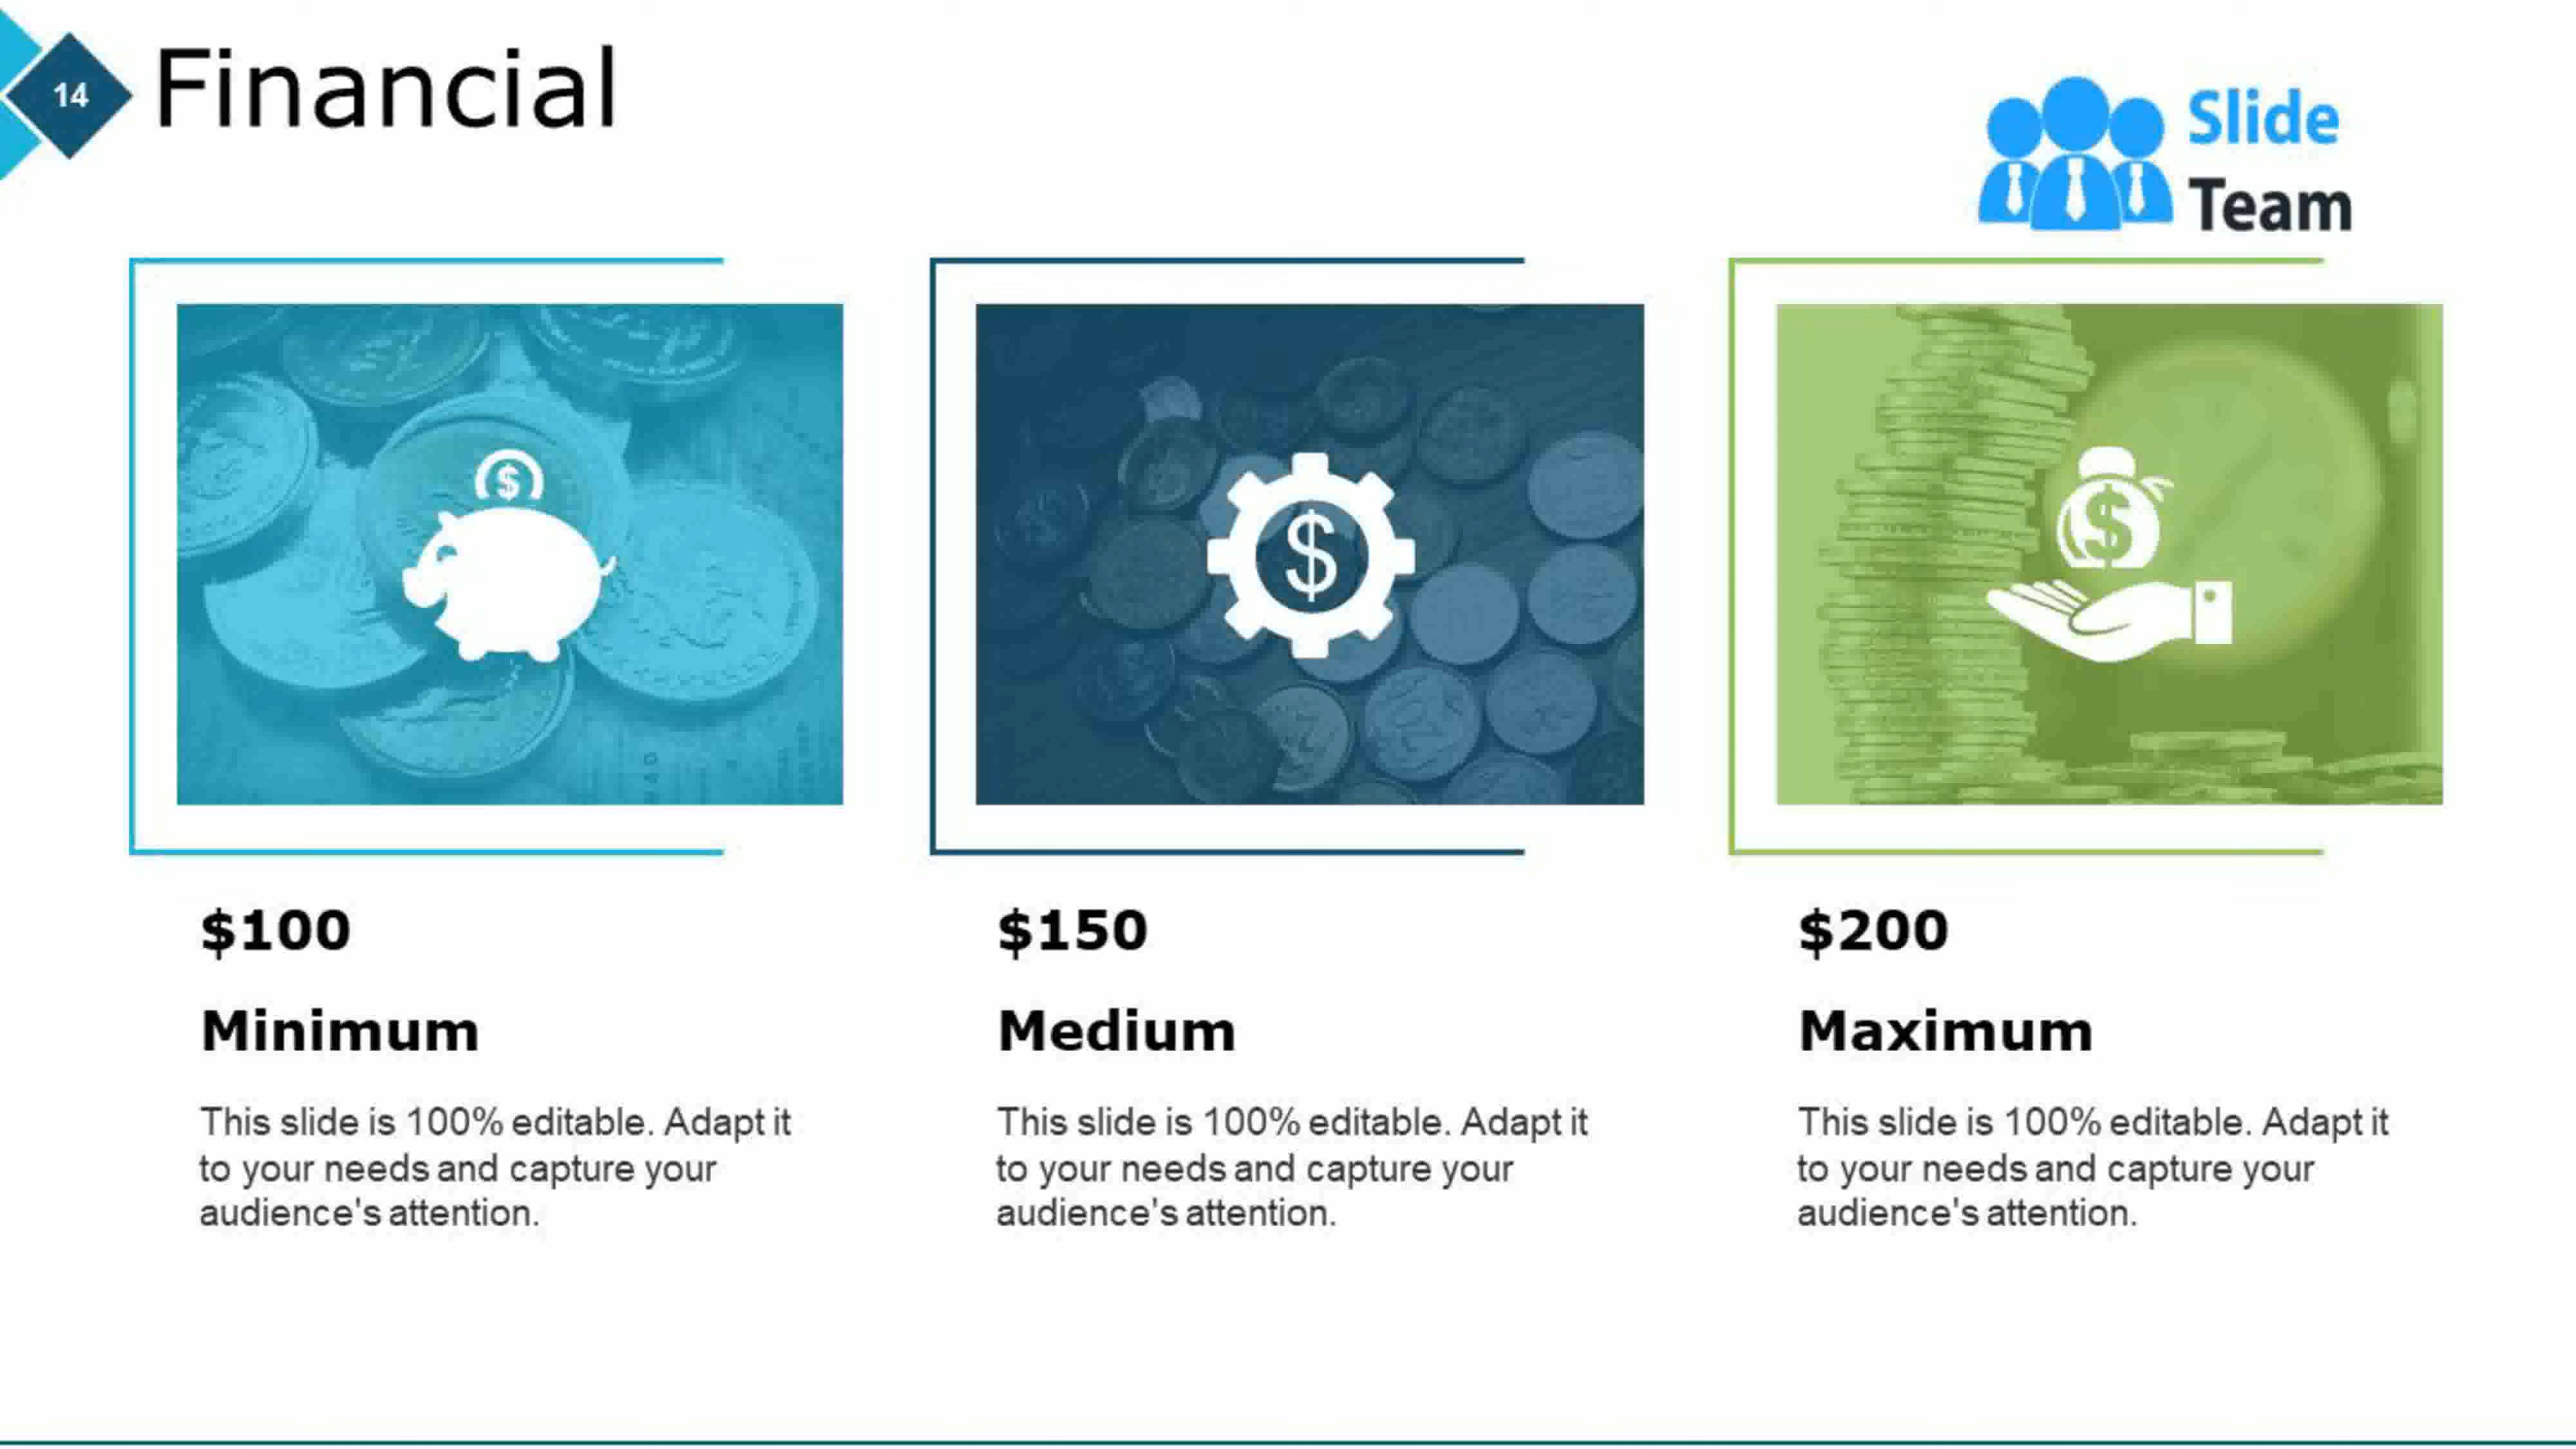 14
Financial
Slide
Team
$
$
$
$100
Minimum
This slide is 100% editable. Adapt it
to your needs and capture your
audience's attention.
$150
Medium
This slide is 100% editable. Adapt it
to your needs and capture your
audience's attention.
$200
Maximum
This slide is 100% editable. Adapt it
to your needs and capture your
audience's attention.